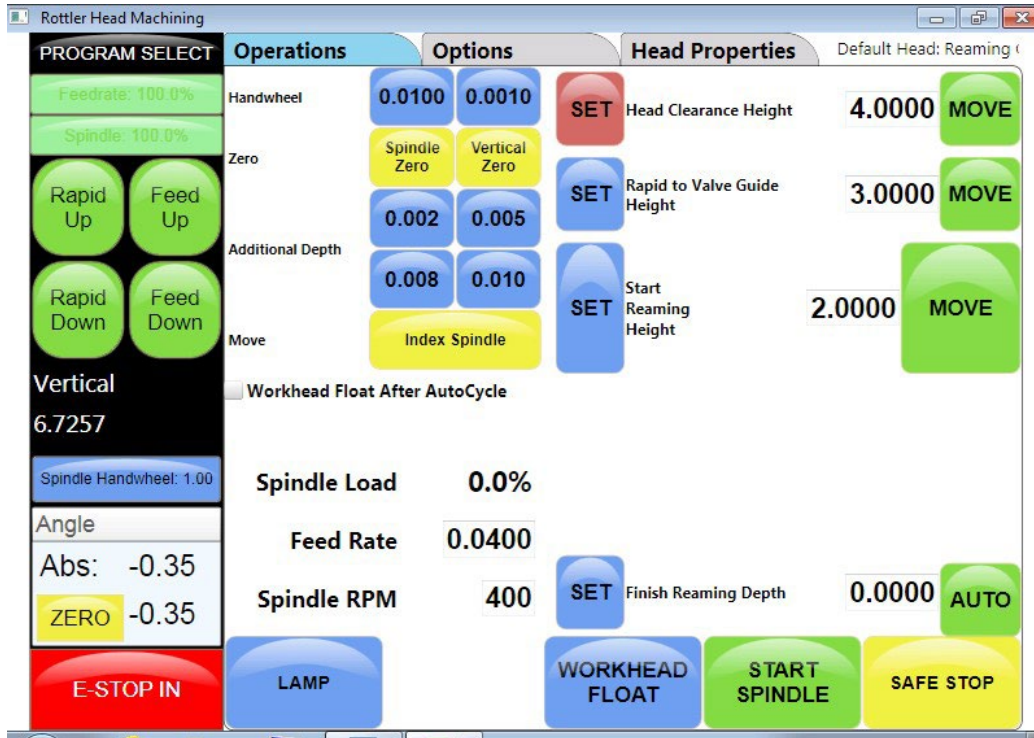 Rottler Head Machining
PROGRAM SELECT
Operations
Options
Head Properties
Default Head: Reaming
Feedrate: 100.0%
Spindle: 100.0%
Rapid Up
Feed Up
Rapid Down
Feed Down
Vertical
6.7257
Spindle Handwheel: 1.00
Angle
Abs: -0.35
ZERO -0.35
E-STOP IN
Handwheel
0.0100 0.0010
Zero
Spindle Zero
Vertical Zero
Additional Depth
0.002 0.005
0.008 0.010
Move
Index Spindle
Workhead Float After AutoCycle
Spindle Load 0.0%
Feed Rate 0.0400
Spindle RPM 400
SET Head Clearance Height 4.0000 MOVE
SET Rapid to Valve Guide Height 3.0000 MOVE
SET Start Reaming Height 2.0000 MOVE
SET Finish Reaming Depth 0.0000 AUTO
LAMP
WORKHEAD FLOAT
START SPINDLE
SAFE STOP